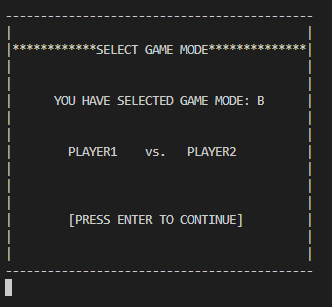 ************SELECT GAME MODE**************
YOU HAVE SELECTED GAME MODE: B
PLAYER1 vs. PLAYER2
[PRESS ENTER TO CONTINUE]